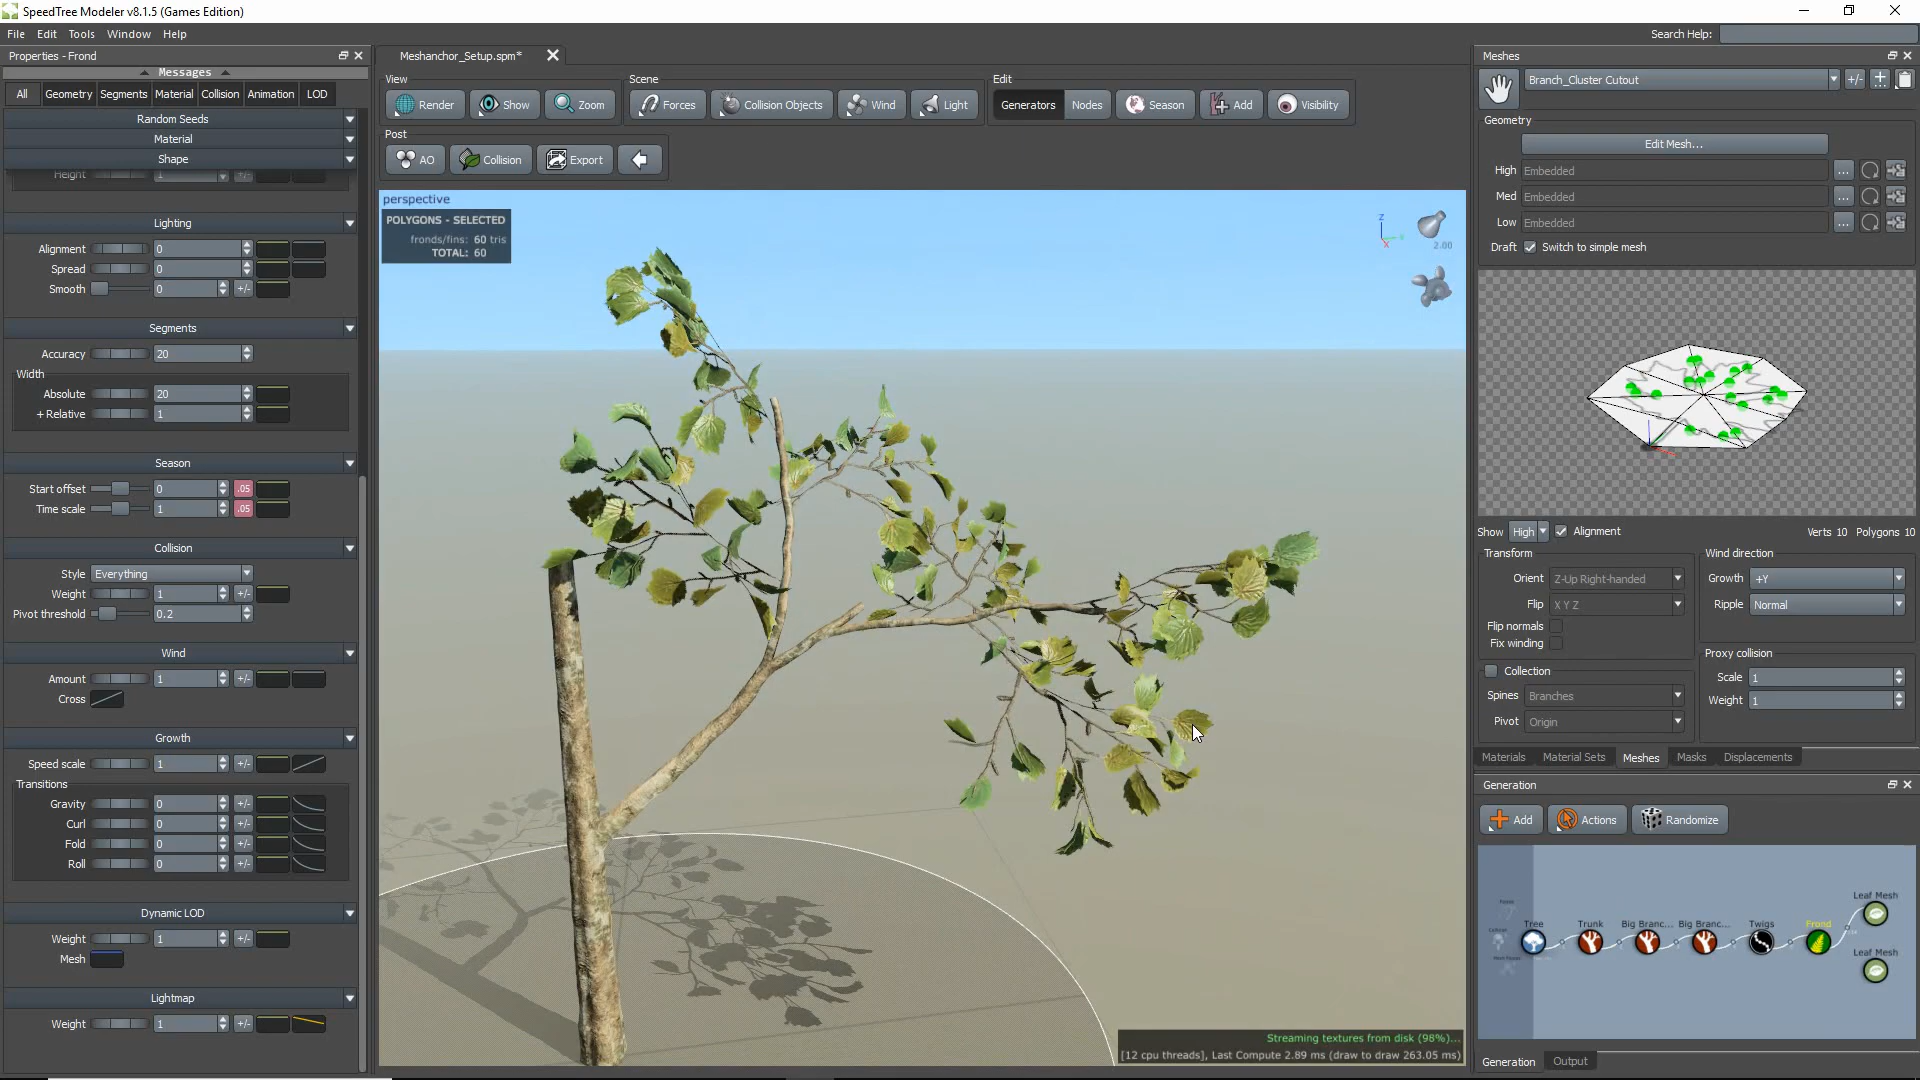 SpeedTree Modeler v8.1.5 (Games Edition)
File Edit Tools Window Help
Search Help:
Properties - Frond
Messages
All Geometry Segments Material Collision Animation LOD
Random Seeds
Material
Shape
Height 1 +/-
Lighting
Alignment 0
Spread 0
Smooth 0 +/-
Segments
Accuracy 20
Width
Absolute 20
+ Relative 1
Season
Start offset 0 .05
Time scale 1 .05
Collision
Style Everything
Weight 1 +/-
Pivot threshold 0.2
Wind
Amount 1 +/-
Cross
Growth
Speed scale 1 +/-
Transitions
Gravity 0 +/-
Curl 0 +/-
Fold 0 +/-
Roll 0 +/-
Dynamic LOD
Weight 1 +/-
Mesh
Lightmap
Weight 1 +/-
Meshanchor_Setup.spm*
View
Render Show Zoom
Scene
Forces Collision Objects Wind Light
Edit
Generators Nodes Season Add Visibility
Post
AO Collision Export
perspective
POLYGONS - SELECTED
fronds/fins: 60 tris
TOTAL: 60
2.00
Streaming textures from disk (98%)...
[12 cpu threads], Last Compute 2.89 ms (draw to draw 263.05 ms)
Meshes
Branch_Cluster Cutout +/-
Geometry
Edit Mesh...
High Embedded ...
Med Embedded ...
Low Embedded ...
Draft Switch to simple mesh
Show High Alignment Verts 10 Polygons 10
Transform
Orient Z-Up Right-handed
Flip X Y Z
Flip normals
Fix winding
Collection
Spines Branches
Pivot Origin
Wind direction
Growth +Y
Ripple Normal
Proxy collision
Scale 1
Weight 1
Materials Material Sets Meshes Masks Displacements
Generation
Add Actions Randomize
Tree Trunk Big Branc... Big Branc... Twigs Frond Leaf Mesh
Leaf Mesh
Generation Output